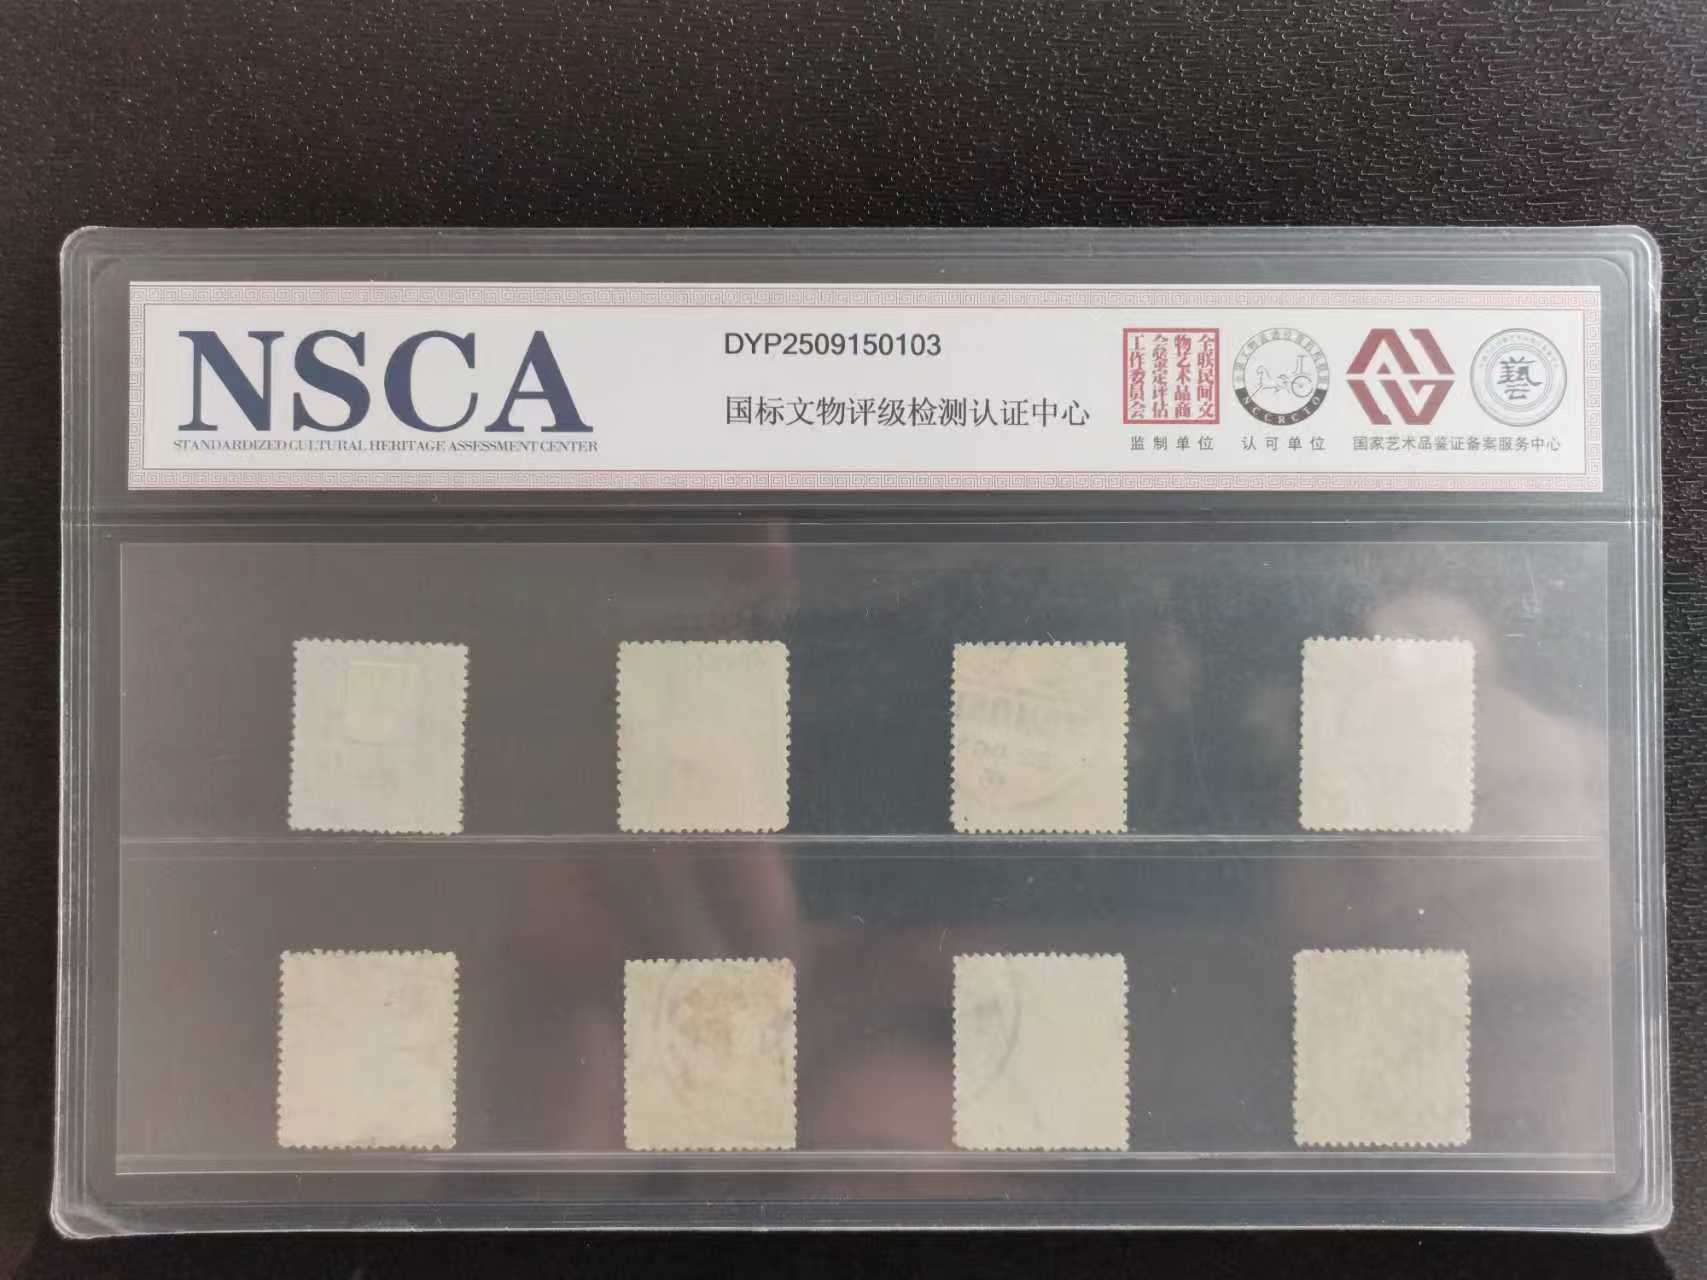 NSCA
STANDARDIZED CULTURAL HERITAGE ASSESSMENT CENTER
DYP2509150103
国标文物评级检测认证中心
全联民间文
物艺术品商
会鉴定评估
工作委员会
监制单位
NCCRCTO
认可单位
藝
国家艺术品鉴证备案服务中心